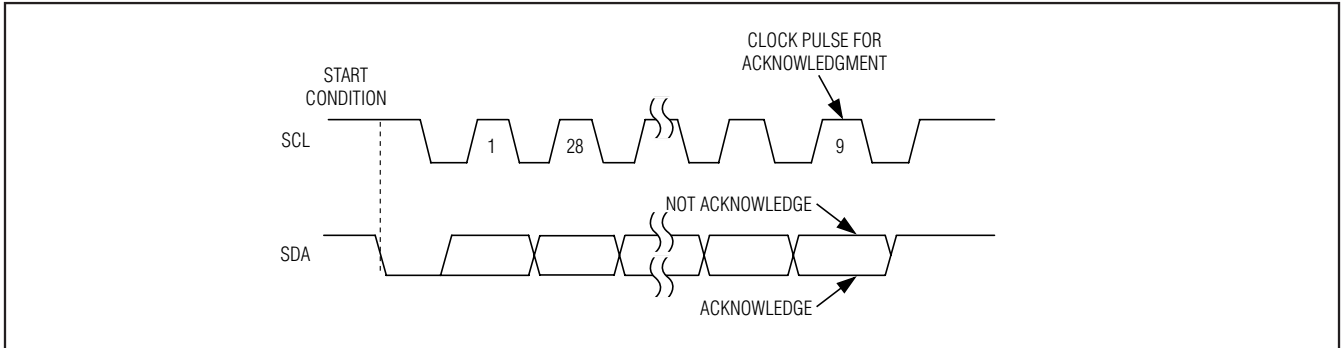 CLOCK PULSE FOR
ACKNOWLEDGMENT
START
CONDITION
SCL
1
28
9
NOT ACKNOWLEDGE
SDA
ACKNOWLEDGE